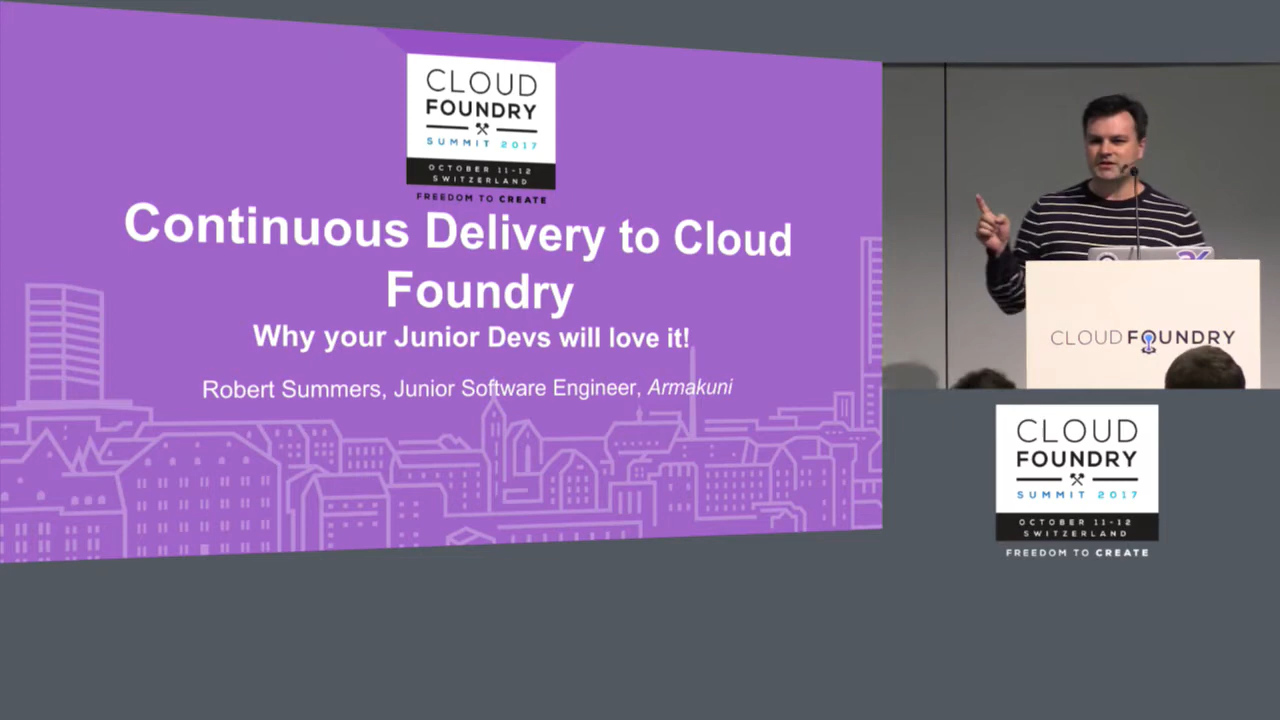 CLOUD
FOUNDRY
SUMMIT 2017
OCTOBER 11-12
SWITZERLAND
FREEDOM TO CREATE
Continuous Delivery to Cloud
Foundry
Why your Junior Devs will love it!
Robert Summers, Junior Software Engineer, Armakuni
CLOUD FOUNDRY
CLOUD
FOUNDRY
SUMMIT 2017
OCTOBER 11-12
SWITZERLAND
FREEDOM TO CREATE